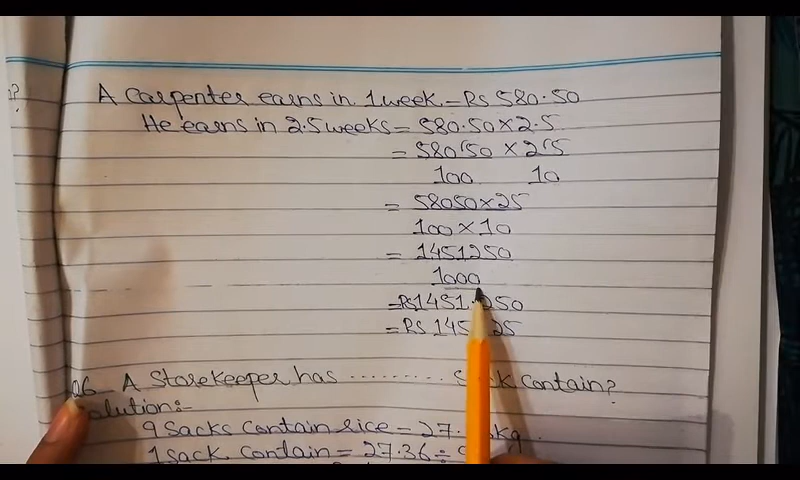 ?
A Carpenter earns in 1 week = Rs 580.50
He earns in 2.5 weeks = 580.50 × 2.5
= 58050 × 25
100 10
= 58050 × 25
100 × 10
= 1451250
1000
= Rs 1451.250
= Rs 145 .25
Q6 A Storekeeper has ......... Sack Contain?
Solution:-
9 Sacks Contain rice = 27. kg.
1 Sack Contain = 27.36 ÷